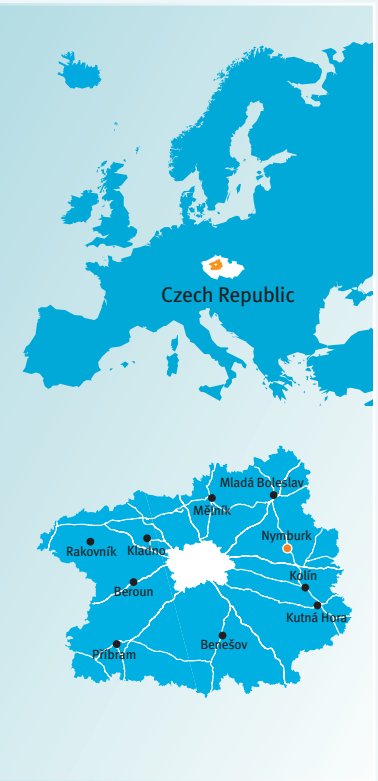 Czech Republic
Mladá Boleslav
Mělník
Nymburk
Rakovník
Kladno
Kolín
Beroun
Kutná Hora
Benešov
Příbram